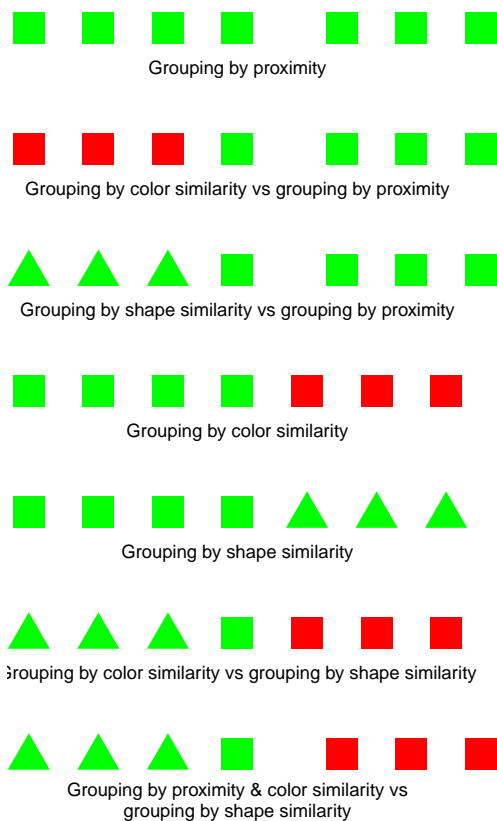 Grouping by proximity
Grouping by color similarity vs grouping by proximity
Grouping by shape similarity vs grouping by proximity
Grouping by color similarity
Grouping by shape similarity
Grouping by color similarity vs grouping by shape similarity
Grouping by proximity & color similarity vs
grouping by shape similarity